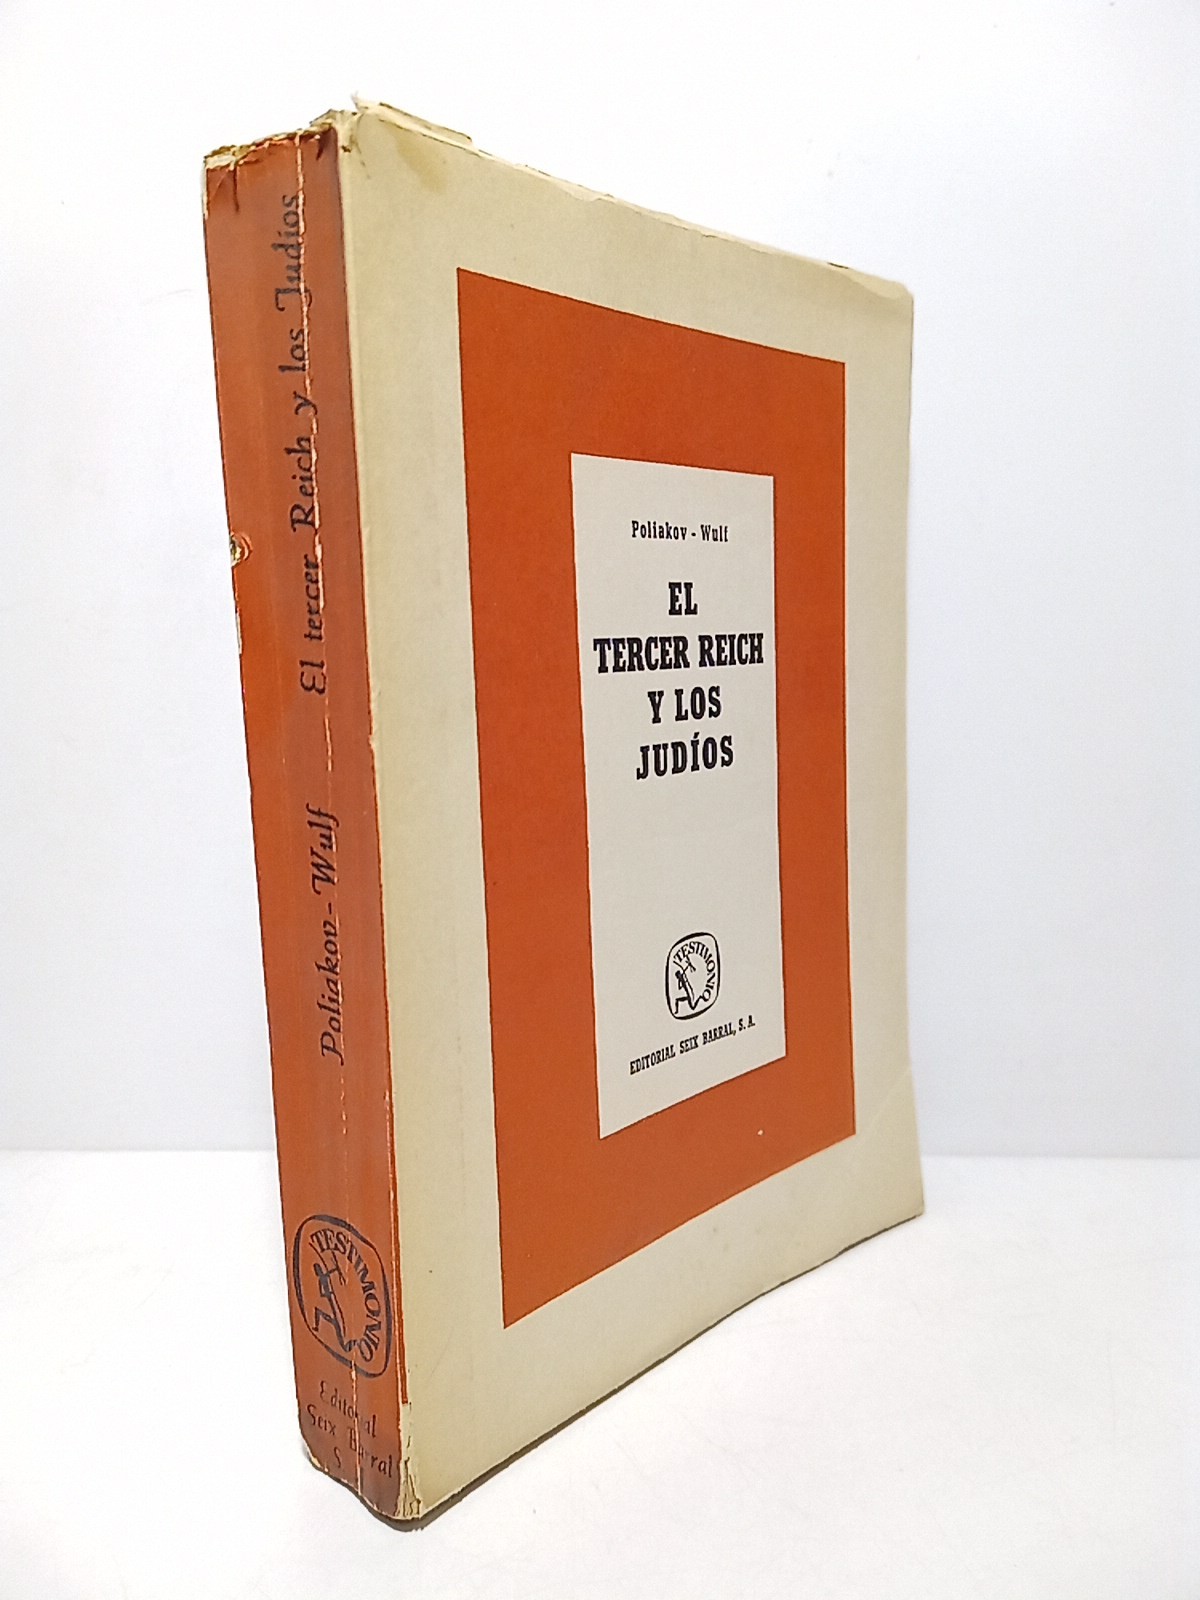 Poliakov - Wulf
EL
TERCER REICH
Y LOS
JUDÍOS
TESTIMONIO
EDITORIAL SEIX BARRAL, S. A.
Poliakov - Wulf El tercer Reich y los Judíos
TESTIMONIO
Editorial
Seix Barral
S